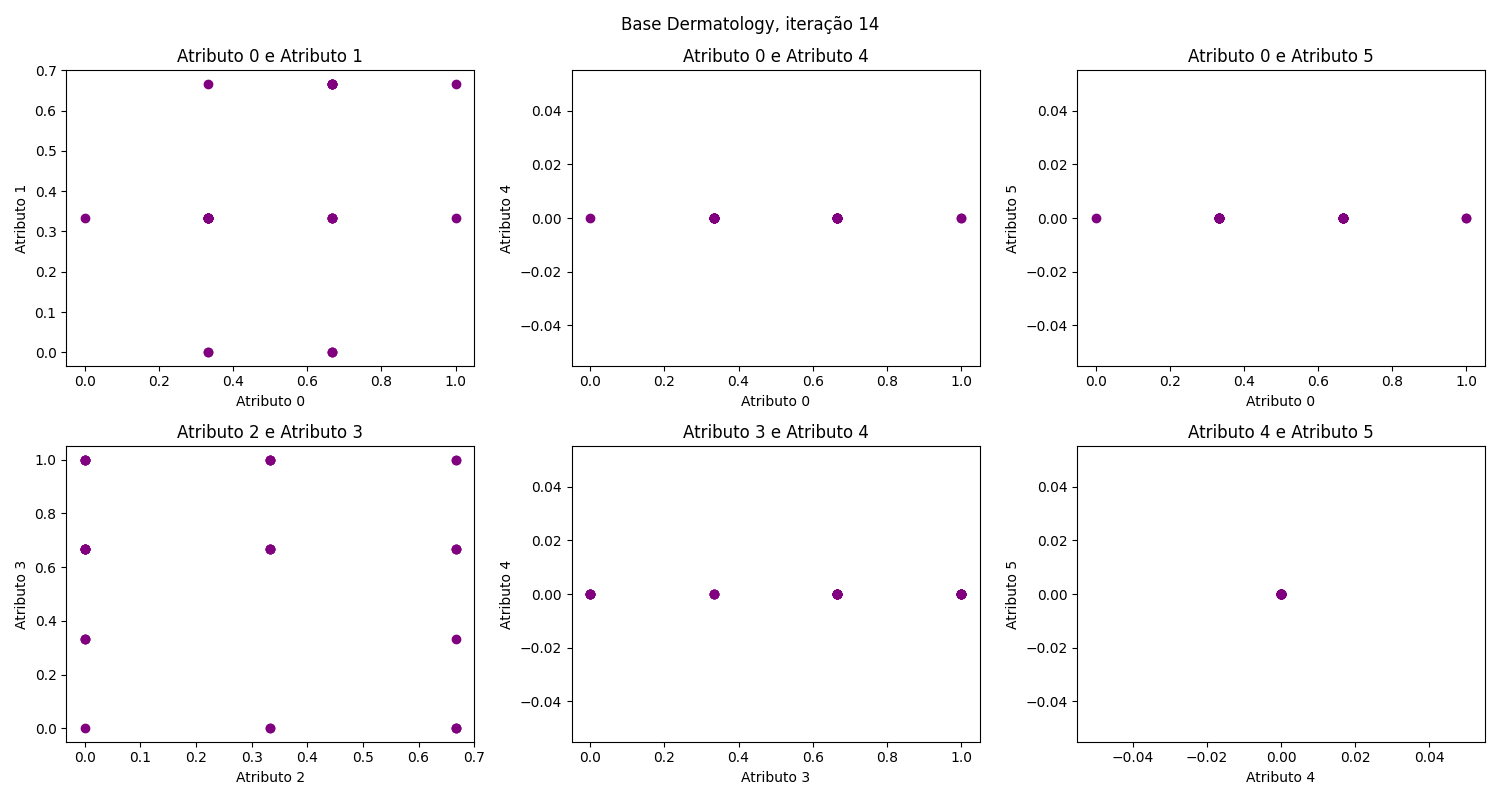 Base Dermatology, iteração 14
Atributo 0 e Atributo 1
0.7
0.6
0.5
0.4
0.3
0.2
0.1
0.0
Atributo 1
0.0 0.2 0.4 0.6 0.8 1.0
Atributo 0
Atributo 0 e Atributo 4
0.04
0.02
0.00
−0.02
−0.04
Atributo 4
0.0 0.2 0.4 0.6 0.8 1.0
Atributo 0
Atributo 0 e Atributo 5
0.04
0.02
0.00
−0.02
−0.04
Atributo 5
0.0 0.2 0.4 0.6 0.8 1.0
Atributo 0
Atributo 2 e Atributo 3
1.0
0.8
0.6
0.4
0.2
0.0
Atributo 3
0.0 0.1 0.2 0.3 0.4 0.5 0.6 0.7
Atributo 2
Atributo 3 e Atributo 4
0.04
0.02
0.00
−0.02
−0.04
Atributo 4
0.0 0.2 0.4 0.6 0.8 1.0
Atributo 3
Atributo 4 e Atributo 5
0.04
0.02
0.00
−0.02
−0.04
Atributo 5
−0.04 −0.02 0.00 0.02 0.04
Atributo 4